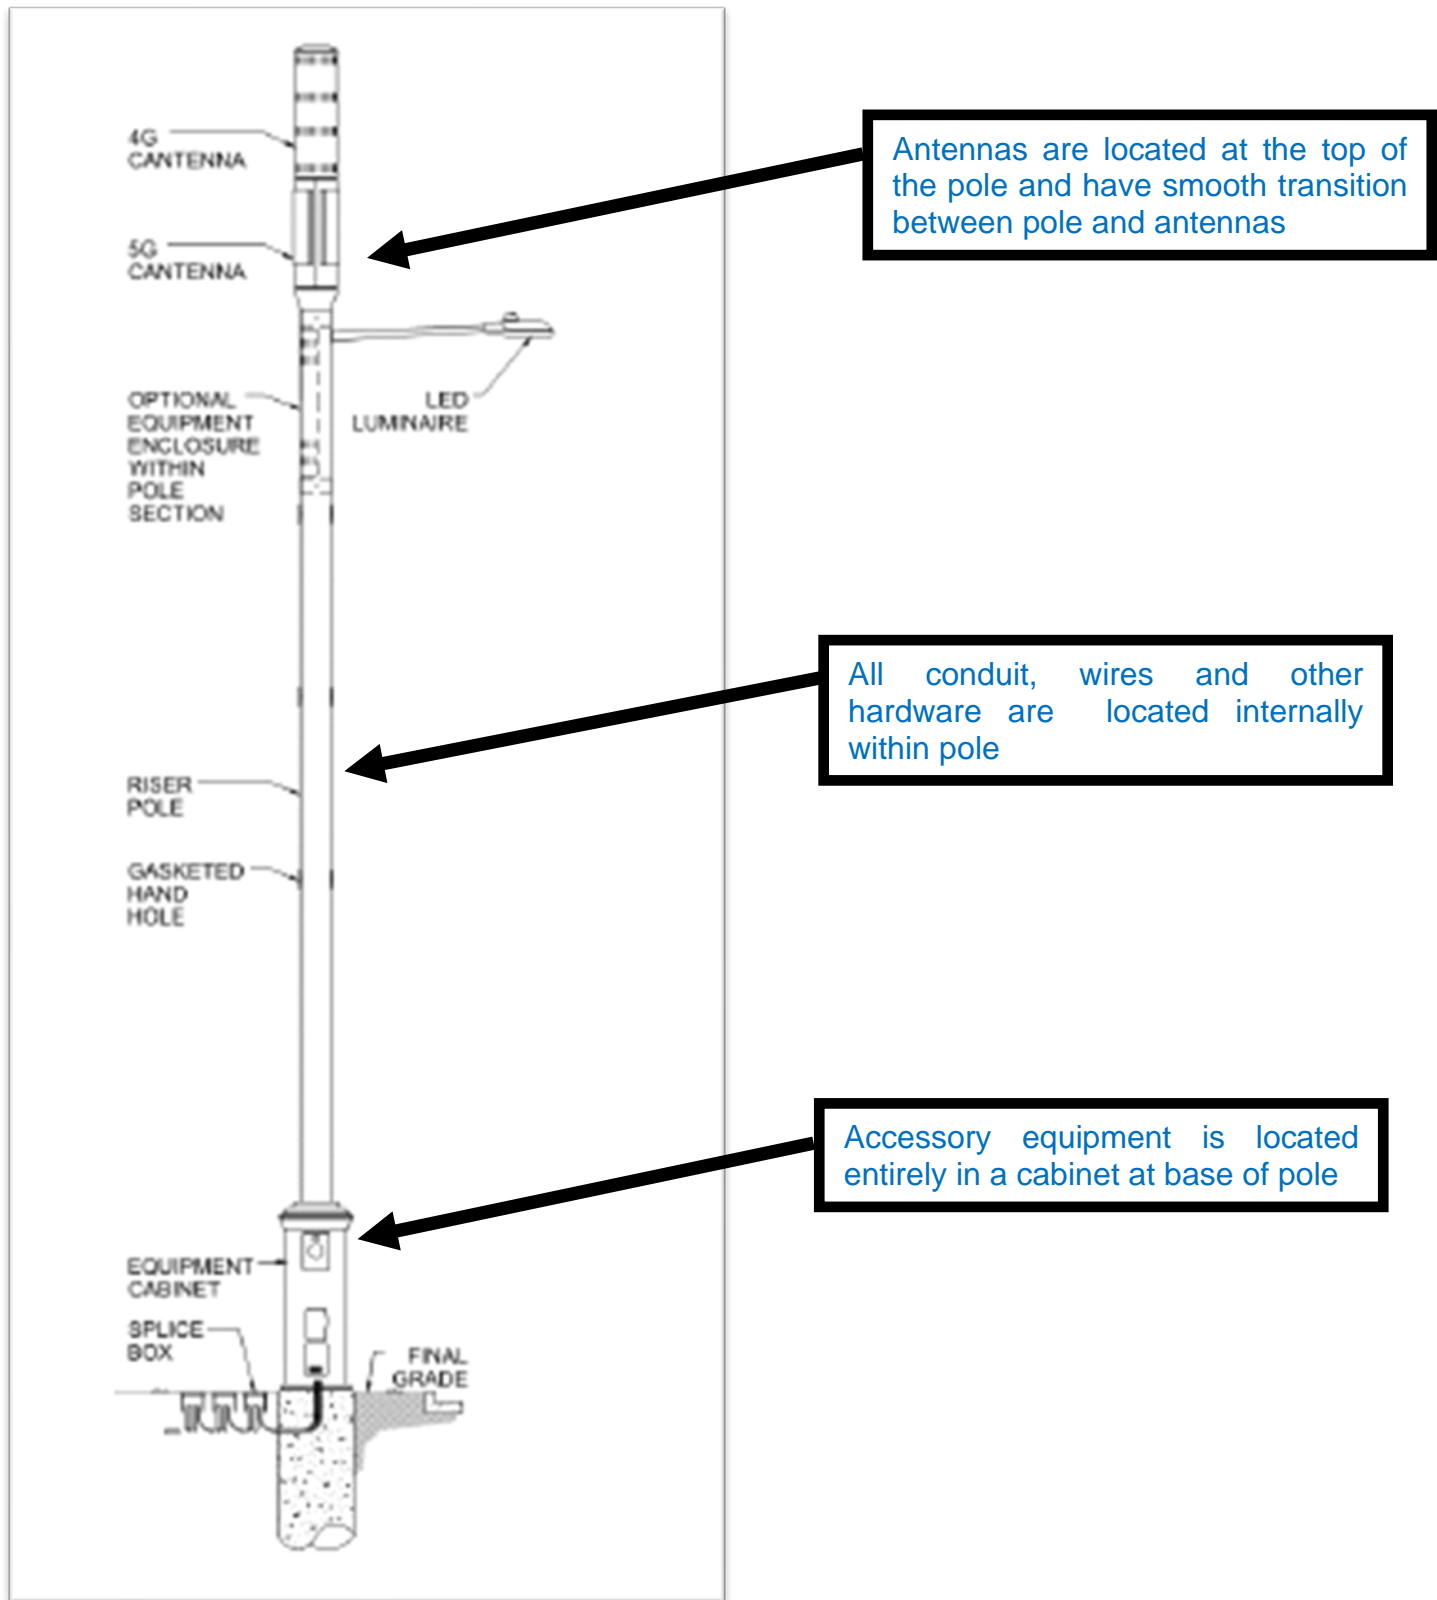 4G
CANTENNA
Antennas are located at the top of
the pole and have smooth transition
between pole and antennas
5G
CANTENNA
OPTIONAL
EQUIPMENT
ENCLOSURE
WITHIN
POLE
SECTION
LED
LUMINAIRE
All conduit, wires and other
hardware are located internally
within pole
RISER
POLE
GASKETED
HAND
HOLE
Accessory equipment is located
entirely in a cabinet at base of pole
EQUIPMENT
CABINET
SPLICE
BOX
FINAL
GRADE